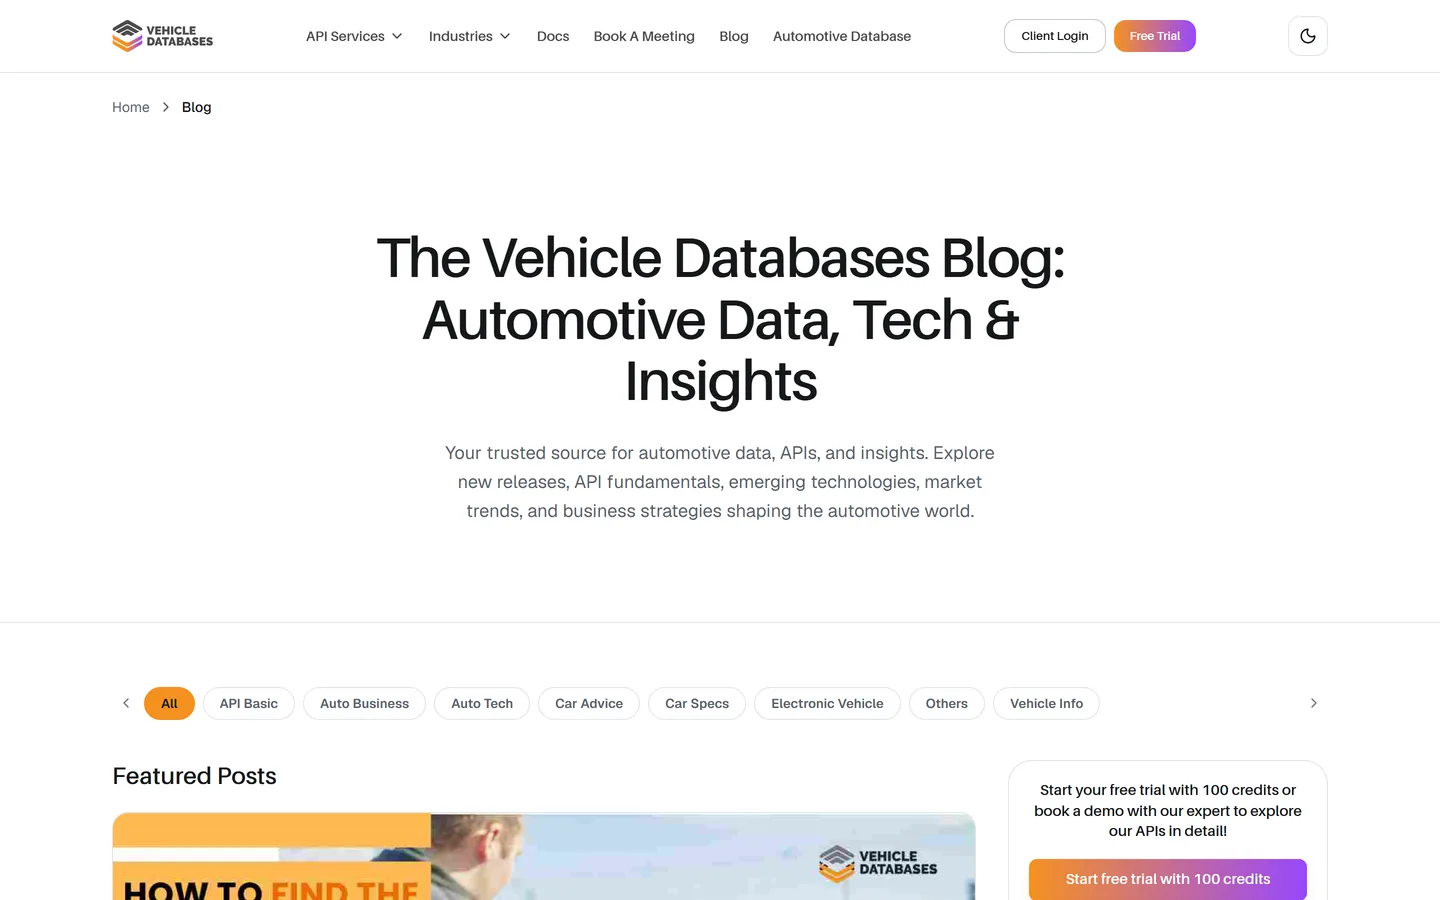 VEHICLE
DATABASES
API Services
Industries
Docs
Book A Meeting
Blog
Automotive Database
Client Login
Free Trial
Home
Blog
The Vehicle Databases Blog:
Automotive Data, Tech &
Insights
Your trusted source for automotive data, APIs, and insights. Explore
new releases, API fundamentals, emerging technologies, market
trends, and business strategies shaping the automotive world.
All
API Basic
Auto Business
Auto Tech
Car Advice
Car Specs
Electronic Vehicle
Others
Vehicle Info
Featured Posts
HOW TO FIND THE
VEHICLE
DATABASES
Start your free trial with 100 credits or
book a demo with our expert to explore
our APIs in detail!
Start free trial with 100 credits